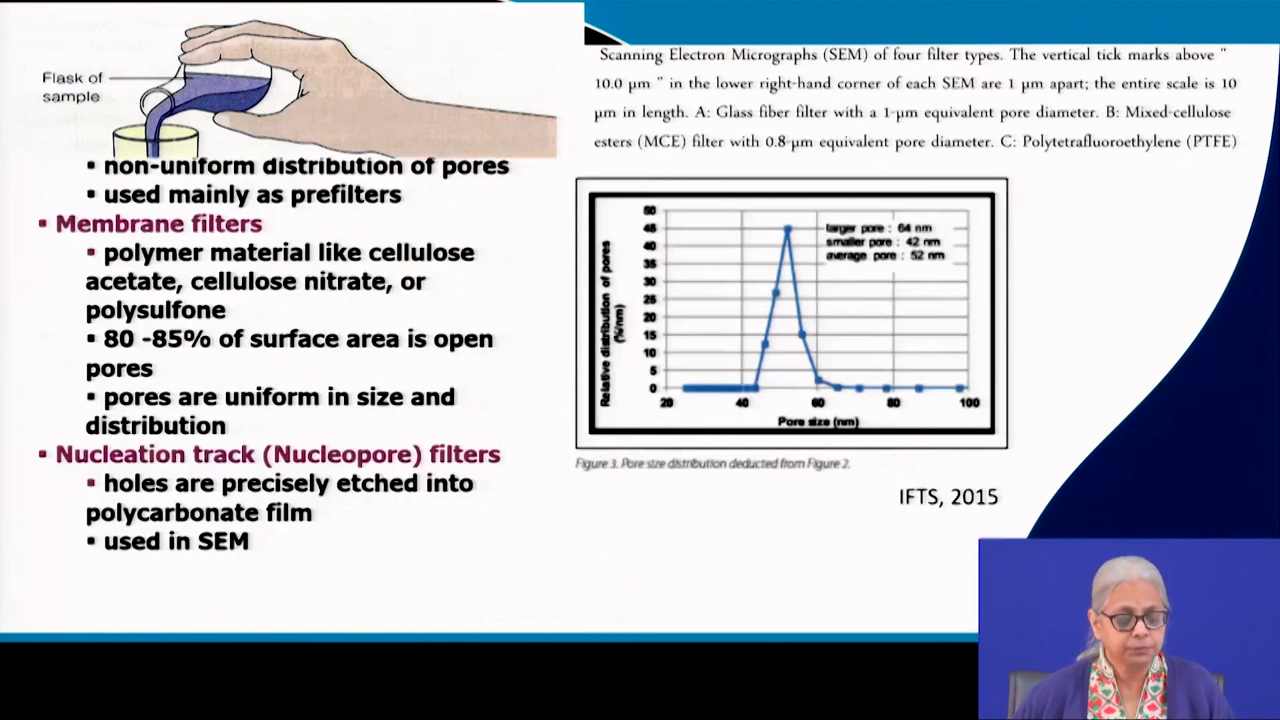 Flask of
sample
▪ non-uniform distribution of pores
▪ used mainly as prefilters
▪ Membrane filters
▪ polymer material like cellulose
acetate, cellulose nitrate, or
polysulfone
▪ 80 -85% of surface area is open
pores
▪ pores are uniform in size and
distribution
▪ Nucleation track (Nucleopore) filters
▪ holes are precisely etched into
polycarbonate film
▪ used in SEM
Scanning Electron Micrographs (SEM) of four filter types. The vertical tick marks above "
10.0 μm " in the lower right-hand corner of each SEM are 1 μm apart; the entire scale is 10
μm in length. A: Glass fiber filter with a 1-μm equivalent pore diameter. B: Mixed-cellulose
esters (MCE) filter with 0.8-μm equivalent pore diameter. C: Polytetrafluoroethylene (PTFE)
Relative distribution of pores
(%/nm)
50
45
40
35
30
25
20
15
10
5
0
larger pore : 64 nm
smaller pore : 42 nm
average pore : 52 nm
20 40 60 80 100
Pore size (nm)
Figure 3. Pore size distribution deducted from Figure 2.
IFTS, 2015